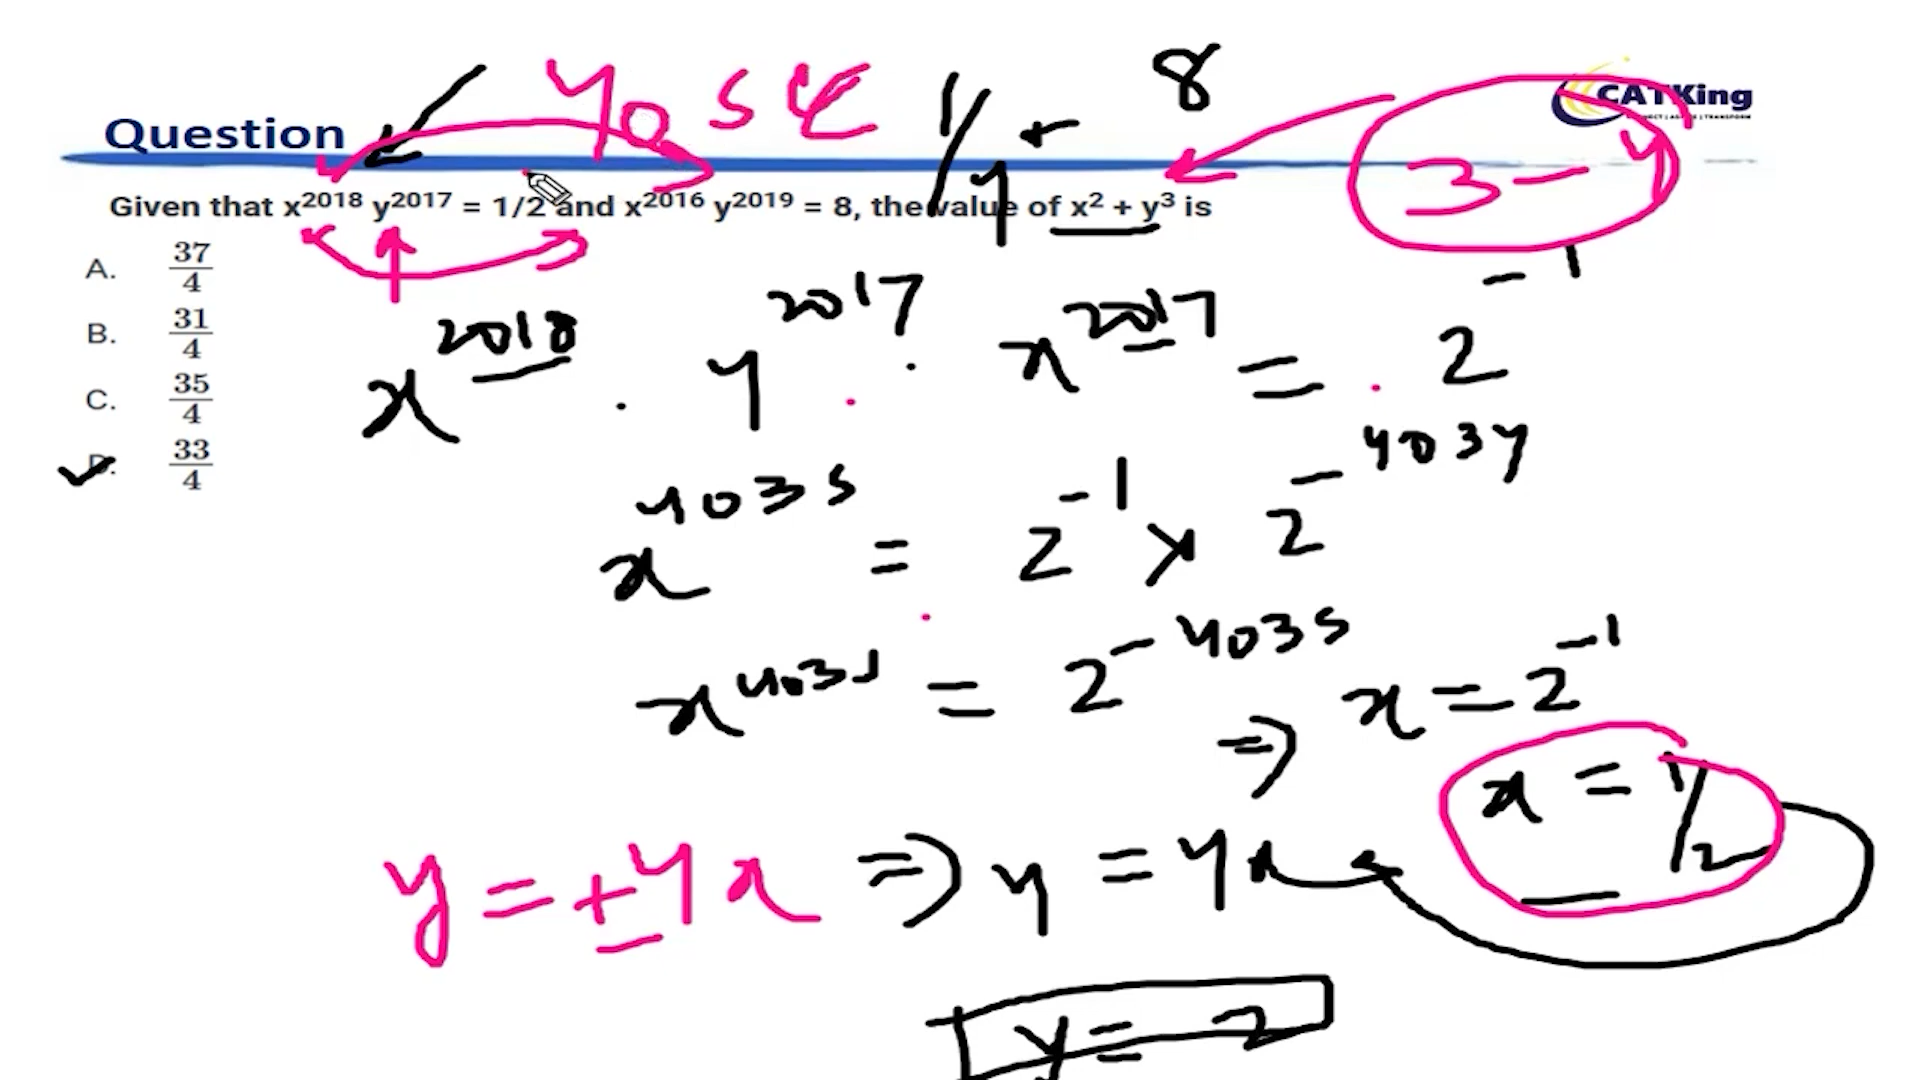 y 0 s
8
1/4 +
CATKing
Question
3 - y
Given that x²⁰¹⁸ y²⁰¹⁷ = 1/2 and x²⁰¹⁶ y²⁰¹⁹ = 8, the value of x² + y³ is
A. 37/4
B. 31/4
C. 35/4
D. 33/4
x²⁰¹⁸ . y²⁰¹⁷ . x²⁰¹⁷ = 2⁻¹
x⁴⁰³⁵ = 2⁻¹ x 2⁻⁴⁰³⁴
x⁴⁰³⁵ = 2⁻⁴⁰³⁵ ⇒ x = 2⁻¹
x = 1/2
y = ±4x ⇒ y = 4x
y = 2